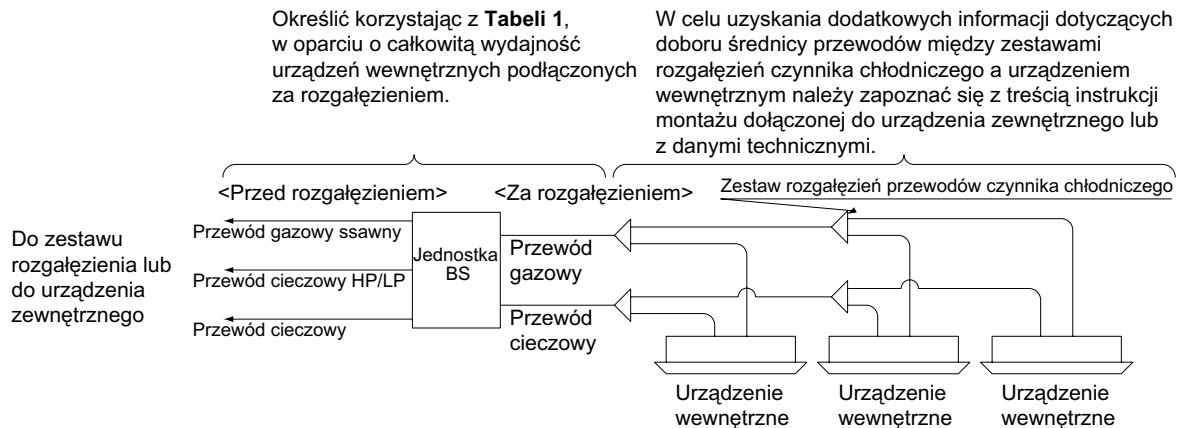 Określić korzystając z Tabeli 1,
w oparciu o całkowitą wydajność
urządzeń wewnętrznych podłączonych
za rozgałęzieniem.
W celu uzyskania dodatkowych informacji dotyczących
doboru średnicy przewodów między zestawami
rozgałęzień czynnika chłodniczego a urządzeniem
wewnętrznym należy zapoznać się z treścią instrukcji
montażu dołączonej do urządzenia zewnętrznego lub
z danymi technicznymi.
<Przed rozgałęzieniem>
<Za rozgałęzieniem>
Zestaw rozgałęzień przewodów czynnika chłodniczego
Do zestawu
rozgałęzienia lub
do urządzenia
zewnętrznego
Przewód gazowy ssawny
Przewód cieczowy HP/LP
Przewód cieczowy
Jednostka
BS
Przewód
gazowy
Przewód
cieczowy
Urządzenie
wewnętrzne
Urządzenie
wewnętrzne
Urządzenie
wewnętrzne